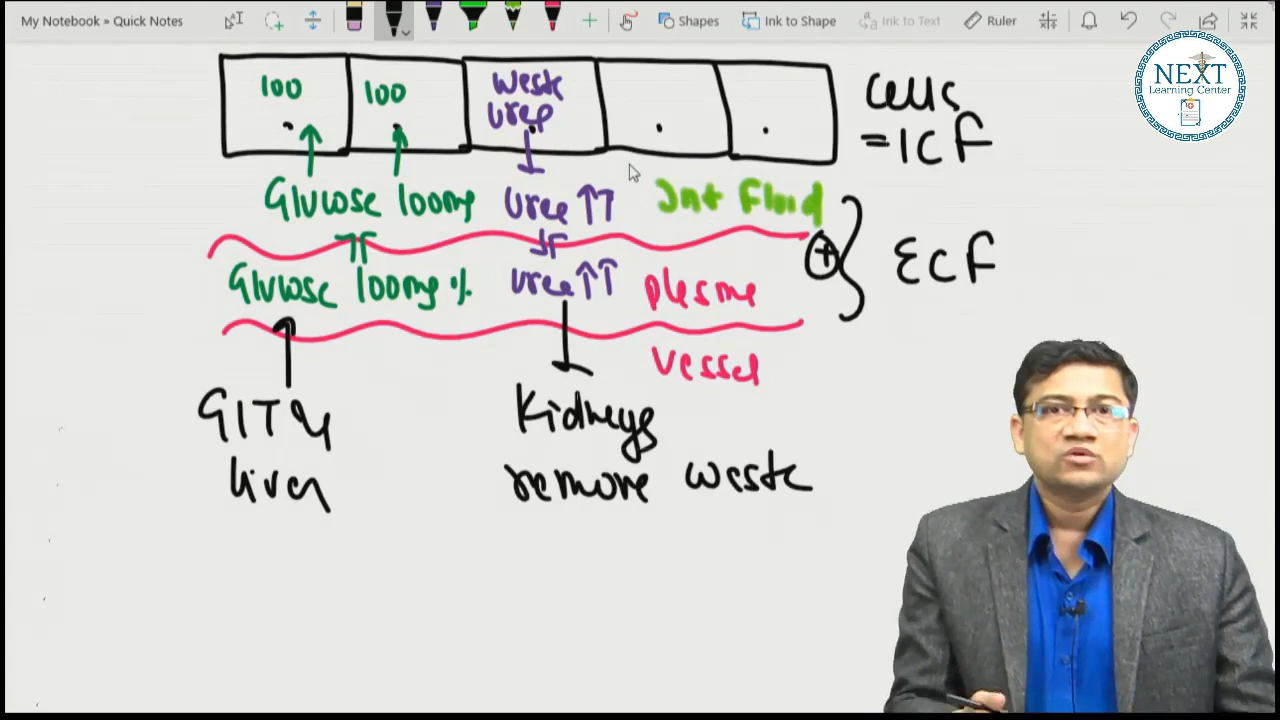 My Notebook » Quick Notes
Shapes
Ink to Shape
Ink to Text
Ruler
NEXT
Learning Center
100
100
Waste
Urea
Cells
= ICF
Glucose 100mg
Urea ↑↑
Int Fluid
+
ECF
Glucose 100mg %
Urea ↑↑
Plasma
Vessel
GIT &
liver
Kidneys
remove waste